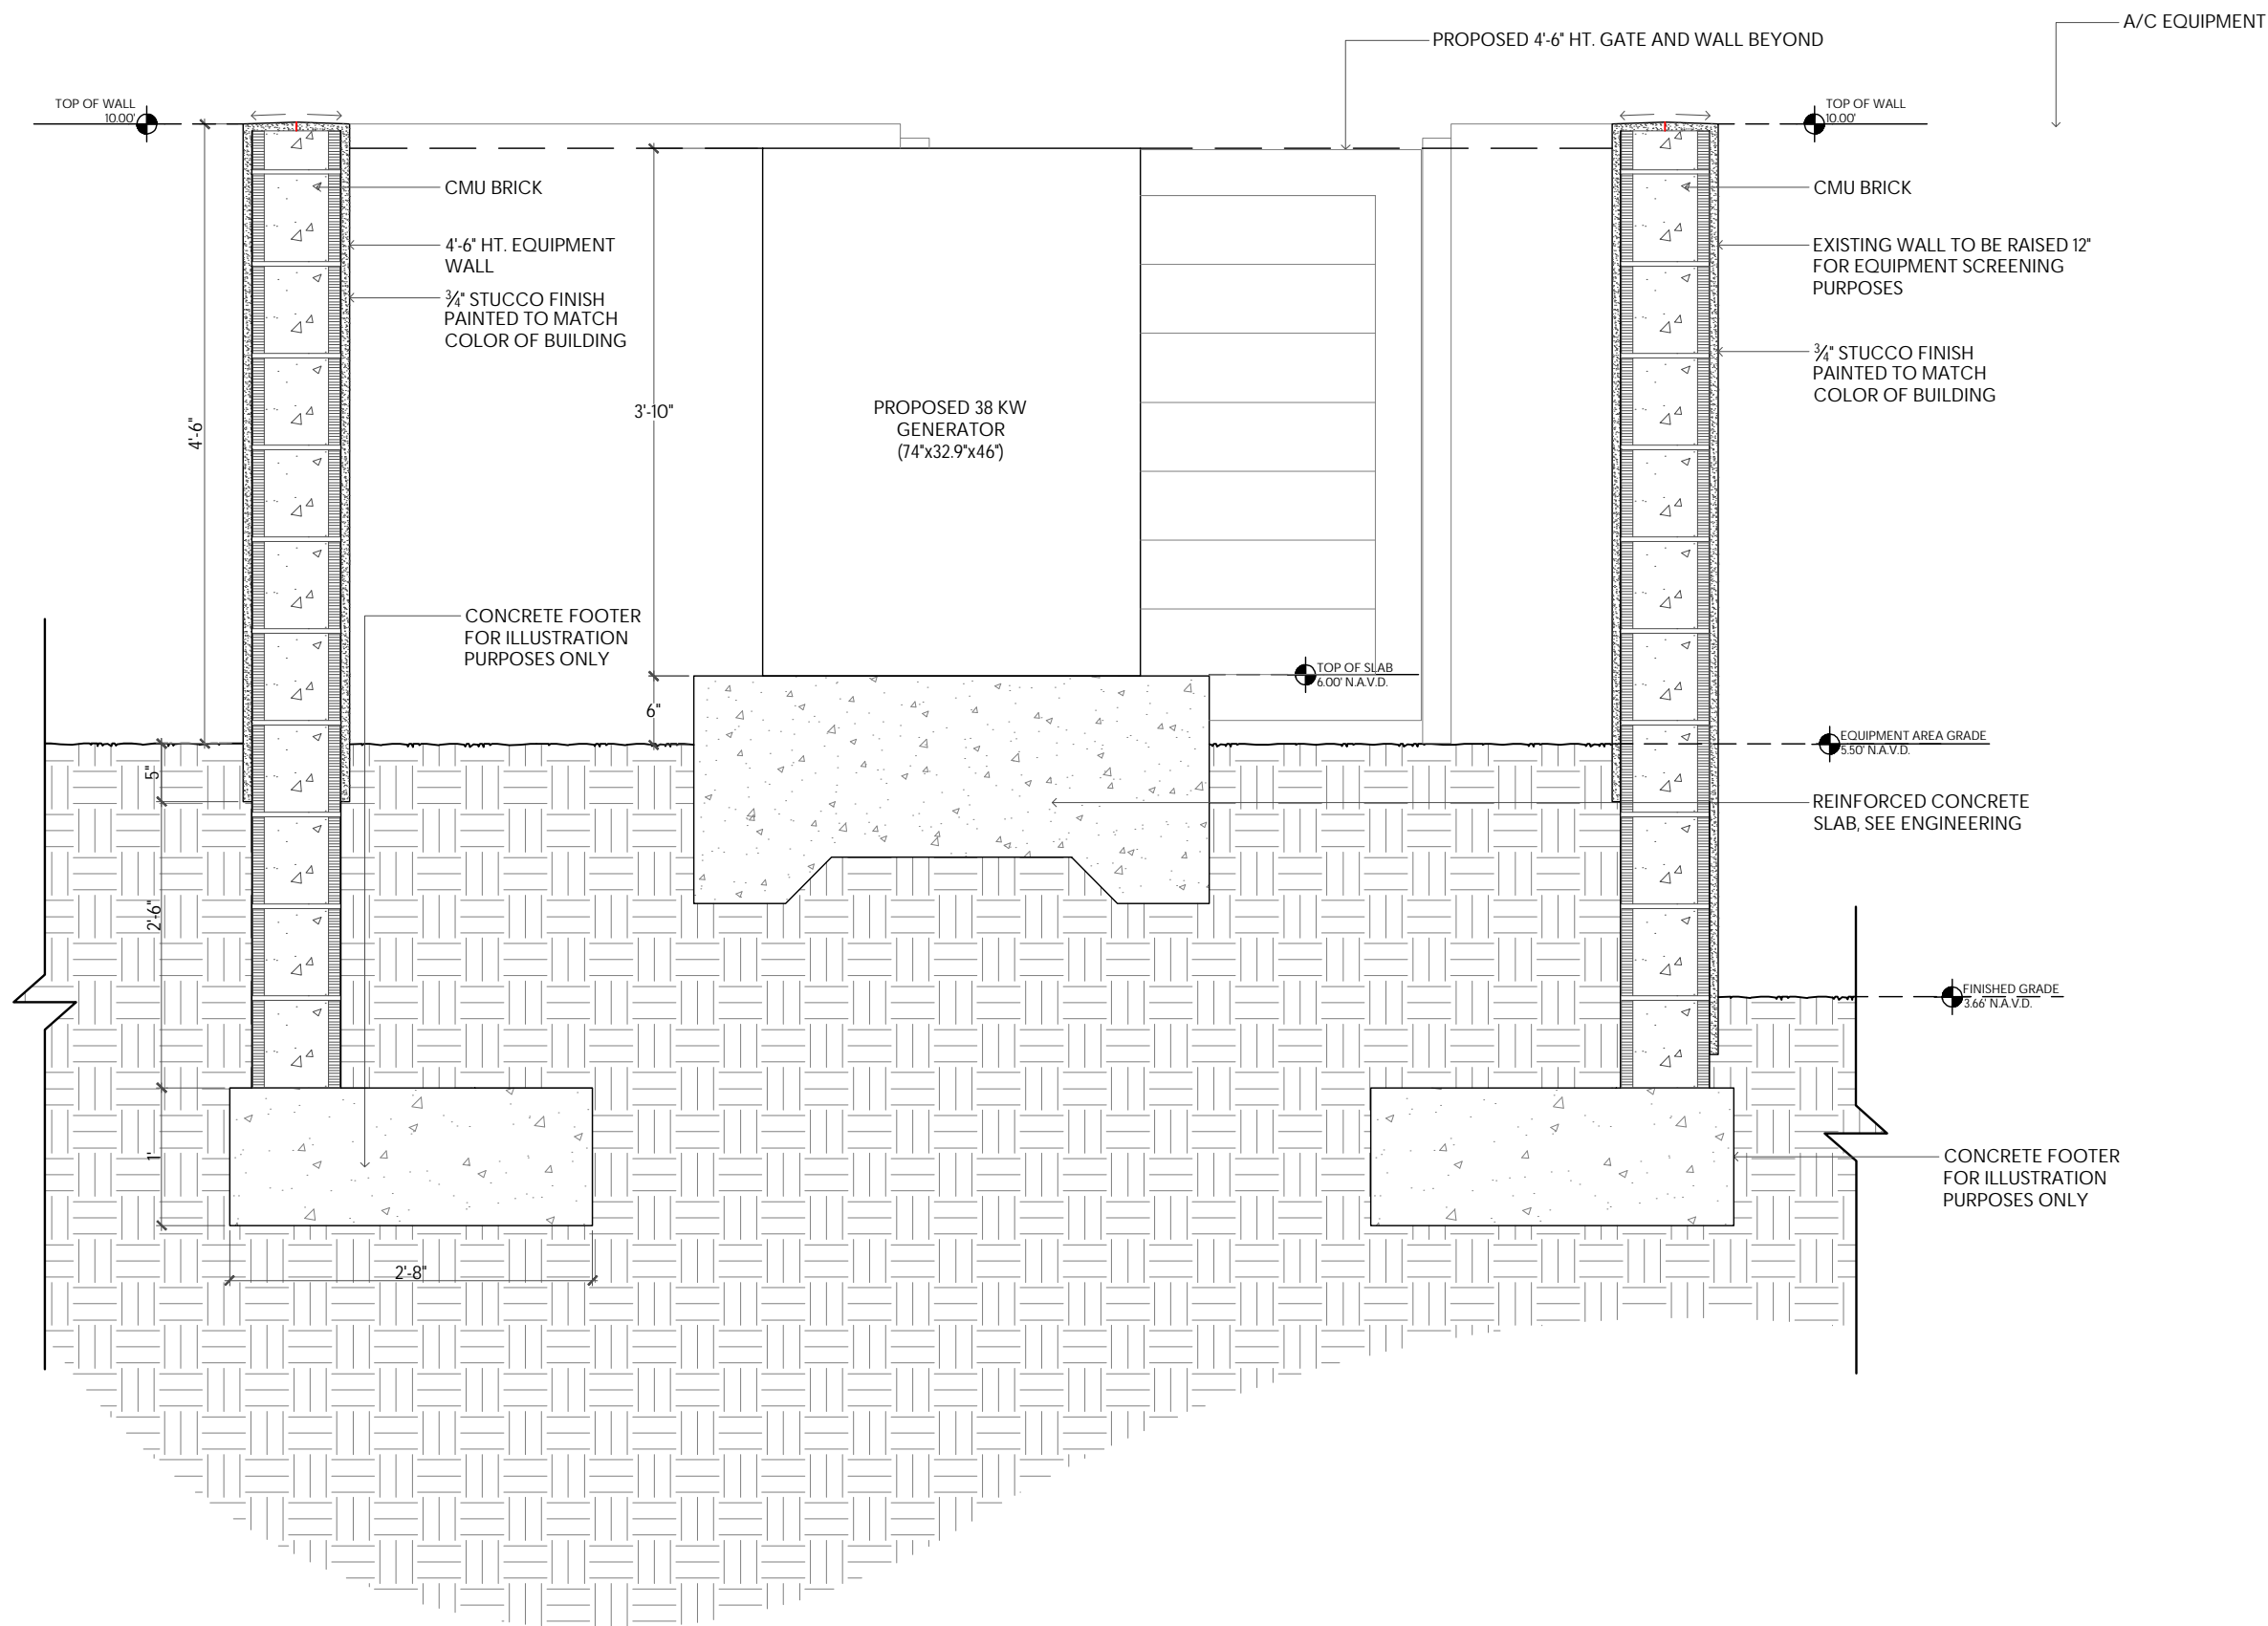 A/C EQUIPMENT
PROPOSED 4'-6" HT. GATE AND WALL BEYOND
TOP OF WALL
10.00'
TOP OF WALL
10.00'
CMU BRICK
CMU BRICK
4'-6" HT. EQUIPMENT
WALL
EXISTING WALL TO BE RAISED 12"
FOR EQUIPMENT SCREENING
PURPOSES
¾" STUCCO FINISH
PAINTED TO MATCH
COLOR OF BUILDING
¾" STUCCO FINISH
PAINTED TO MATCH
COLOR OF BUILDING
4'-6"
3'-10"
PROPOSED 38 KW
GENERATOR
(74"x32.9"x46")
CONCRETE FOOTER
FOR ILLUSTRATION
PURPOSES ONLY
TOP OF SLAB
6.00' N.A.V.D.
6"
EQUIPMENT AREA GRADE
5.50' N.A.V.D.
5"
REINFORCED CONCRETE
SLAB, SEE ENGINEERING
2'-6"
FINISHED GRADE
3.66' N.A.V.D.
1'
CONCRETE FOOTER
FOR ILLUSTRATION
PURPOSES ONLY
2'-8"